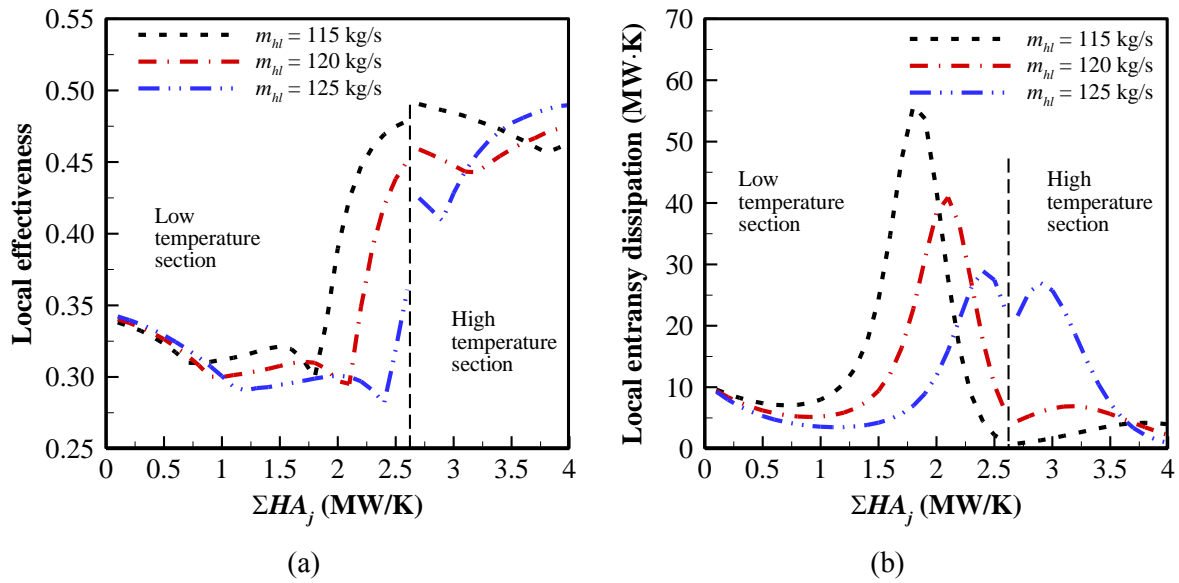 0.55
0.50
0.45
0.40
0.35
0.30
0.25
Local effectiveness
m_hl = 115 kg/s
m_hl = 120 kg/s
m_hl = 125 kg/s
Low
temperature
section
High
temperature
section
0 0.5 1 1.5 2 2.5 3 3.5 4
ΣHA_j (MW/K)
(a)
70
60
50
40
30
20
10
0
Local entransy dissipation (MW·K)
m_hl = 115 kg/s
m_hl = 120 kg/s
m_hl = 125 kg/s
Low
temperature
section
High
temperature
section
0 0.5 1 1.5 2 2.5 3 3.5 4
ΣHA_j (MW/K)
(b)